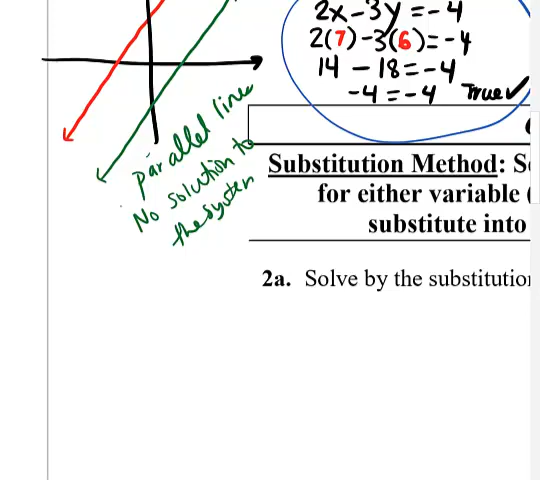 2x-3y=-4
2(7)-3(6)=-4
14 -18=-4
-4=-4 True✓
Parallel line
No solution to
the system
Substitution Method: S
for either variable (
substitute into
2a. Solve by the substitution